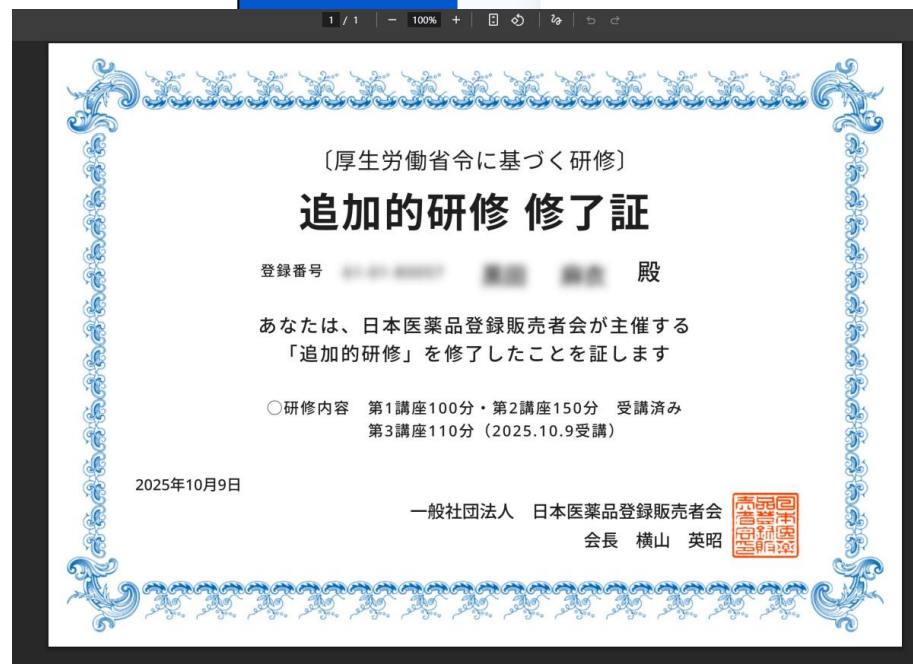 1 / 1 − 100% +
〔厚生労働省令に基づく研修〕
追加的研修 修了証
登録番号 殿
あなたは、日本医薬品登録販売者会が主催する
「追加的研修」を修了したことを証します
○研修内容 第1講座100分・第2講座150分 受講済み
第3講座110分（2025.10.9受講）
2025年10月9日
一般社団法人 日本医薬品登録販売者会
会長 横山 英昭